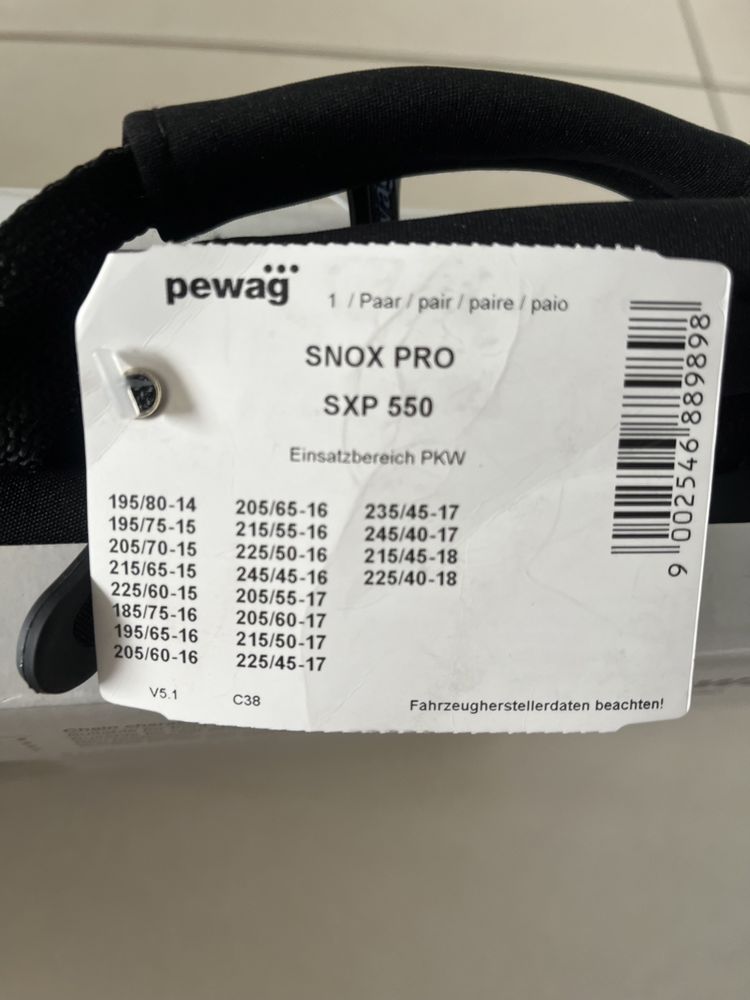 pewag
1 / Paar / pair / paire / paio
SNOX PRO
SXP 550
Einsatzbereich PKW
195/80-14 205/65-16 235/45-17
195/75-15 215/55-16 245/40-17
205/70-15 225/50-16 215/45-18
215/65-15 245/45-16 225/40-18
225/60-15 205/55-17
185/75-16 205/60-17
195/65-16 215/50-17
205/60-16 225/45-17
V5.1 C38
Fahrzeugherstellerdaten beachten!
9 002546 889898